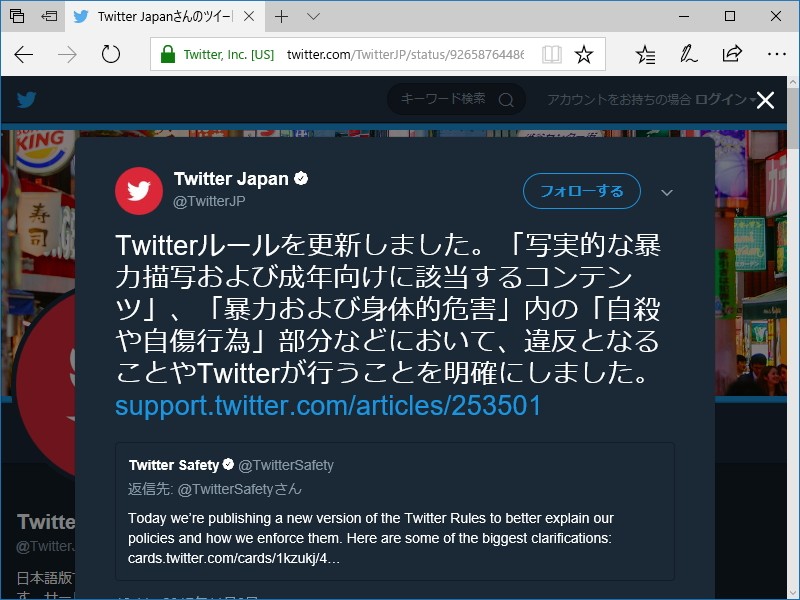 Twitter Japanさんのツイー
Twitter, Inc. [US] twitter.com/TwitterJP/status/92658764486
キーワード検索
アカウントをお持ちの場合 ログイン
KING
寿司
Twitter Japan
@TwitterJP
フォローする
Twitterルールを更新しました。「写実的な暴
力描写および成年向けに該当するコンテン
ツ」、「暴力および身体的危害」内の「自殺
や自傷行為」部分などにおいて、違反となる
ことやTwitterが行うことを明確にしました。
support.twitter.com/articles/253501
Twitter Safety @TwitterSafety
返信先: @TwitterSafetyさん
Today we're publishing a new version of the Twitter Rules to better explain our
policies and how we enforce them. Here are some of the biggest clarifications:
cards.twitter.com/cards/1kzukj/4...
Twitte
@Twitter
日本語版